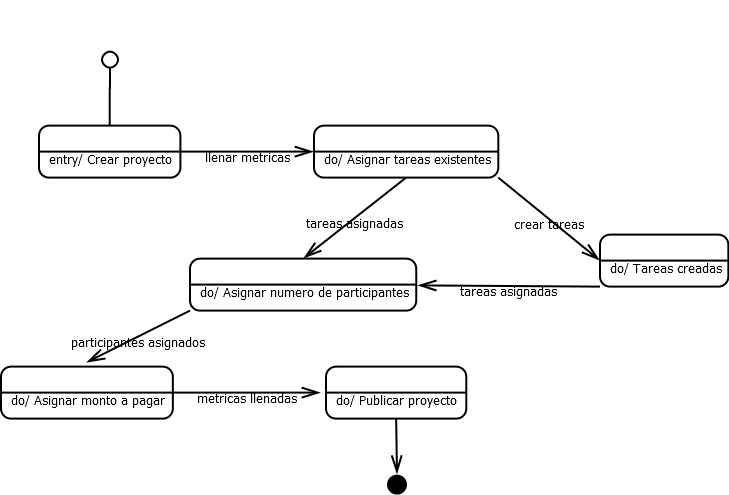 entry/ Crear proyecto
llenar metricas
do/ Asignar tareas existentes
tareas asignadas
crear tareas
do/ Tareas creadas
do/ Asignar numero de participantes
tareas asignadas
participantes asignados
do/ Asignar monto a pagar
metricas llenadas
do/ Publicar proyecto